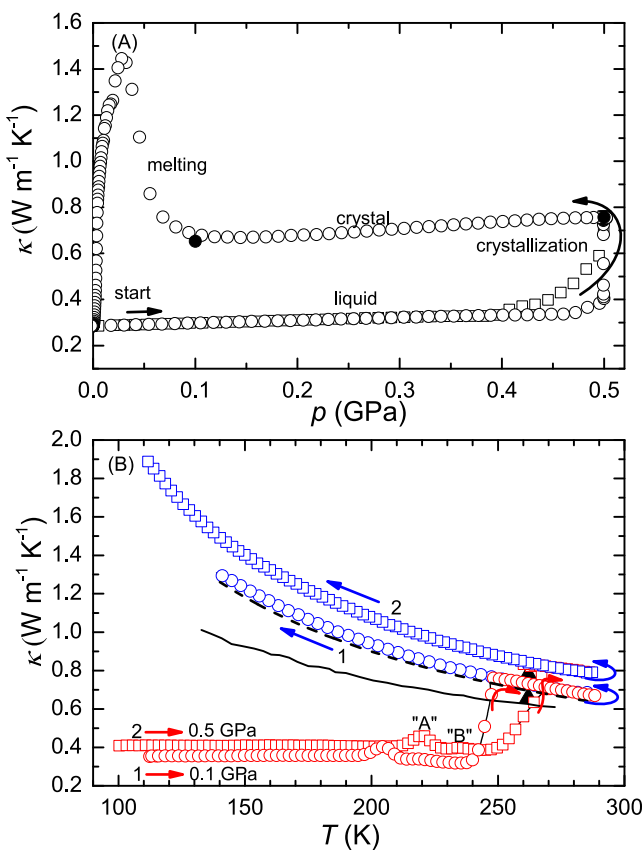 (A)
1.6
1.4
1.2
1.0
0.8
0.6
0.4
0.2
κ (W m⁻¹ K⁻¹)
melting
crystal
crystallization
start
liquid
0.0 0.1 0.2 0.3 0.4 0.5
p (GPa)
(B)
2.0
1.8
1.6
1.4
1.2
1.0
0.8
0.6
0.4
0.2
κ (W m⁻¹ K⁻¹)
2
1
"A"
"B"
2 0.5 GPa
1 0.1 GPa
100 150 200 250 300
T (K)